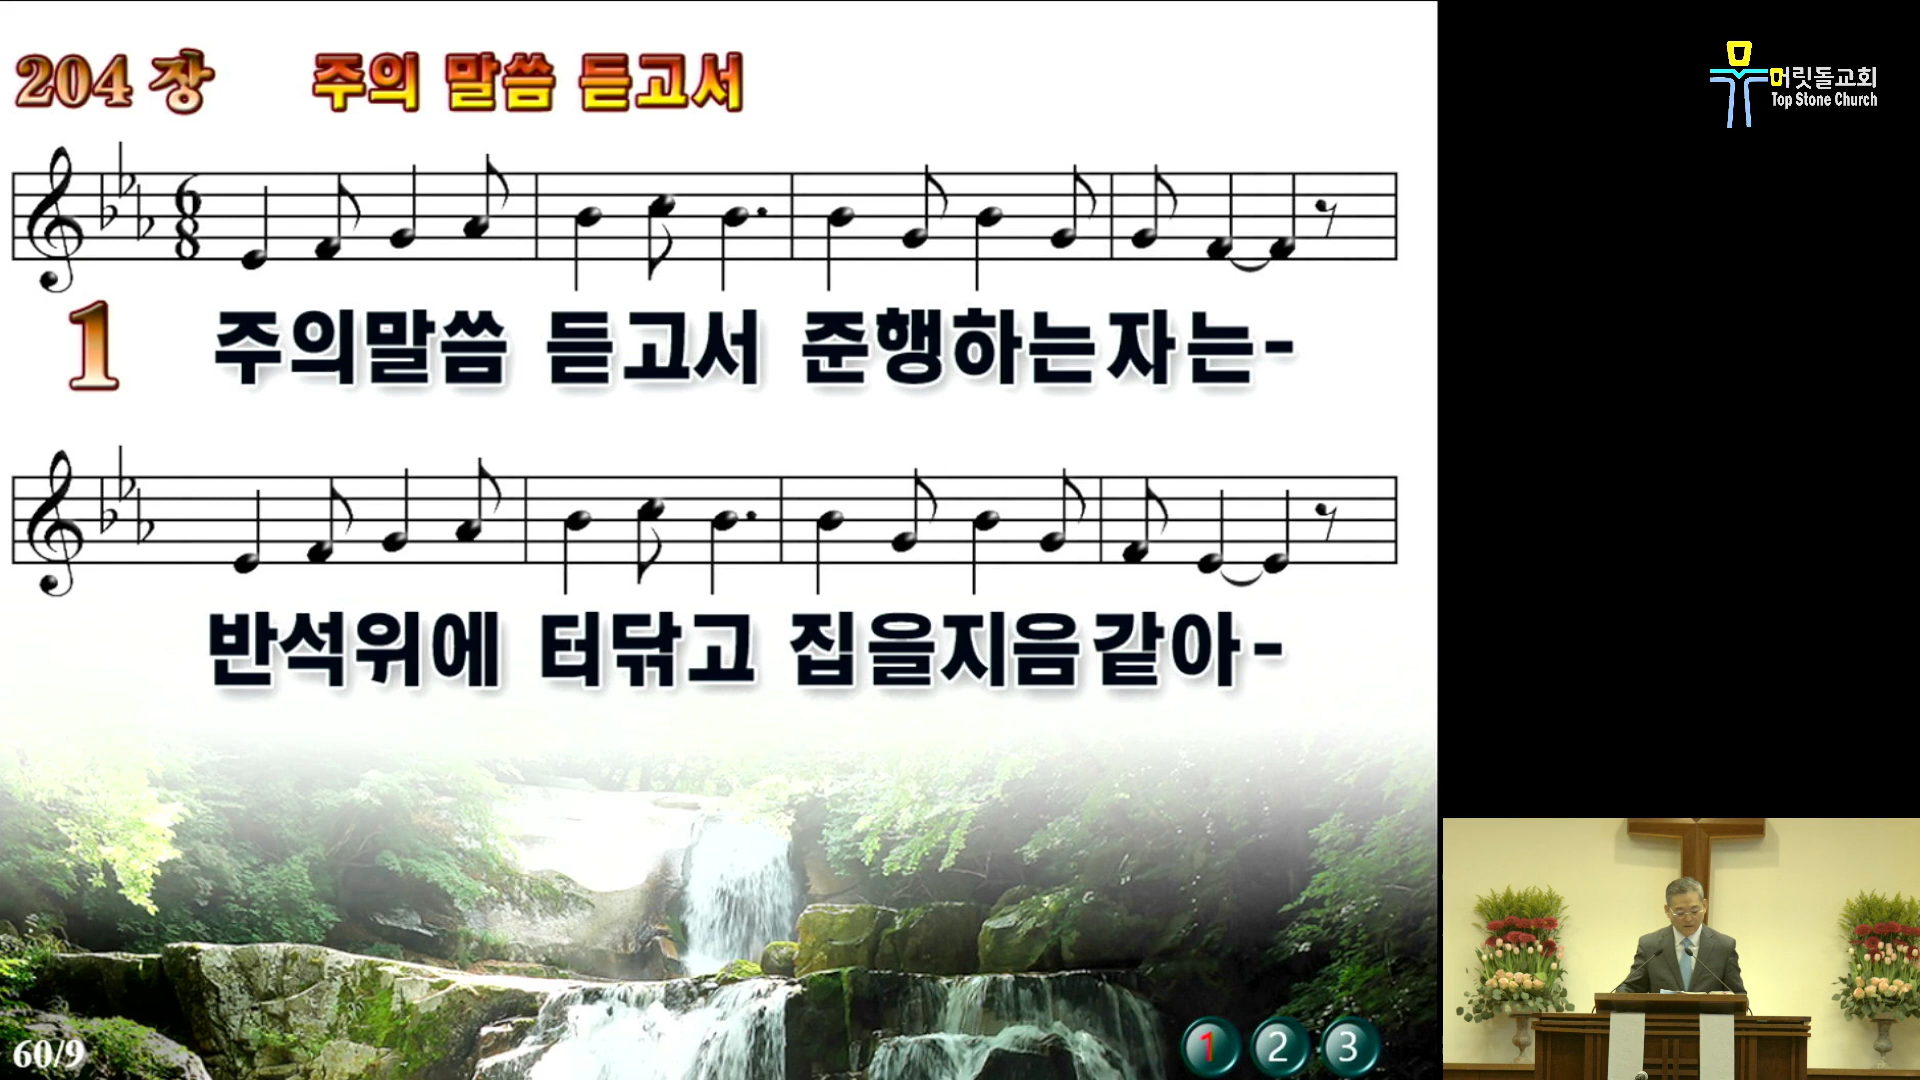 204 장 주의 말씀 듣고서
머릿돌교회
Top Stone Church
6
8
1 주의말씀 듣고서 준행하는자는-
반석위에 터닦고 집을지음같아-
60/9
1 2 3